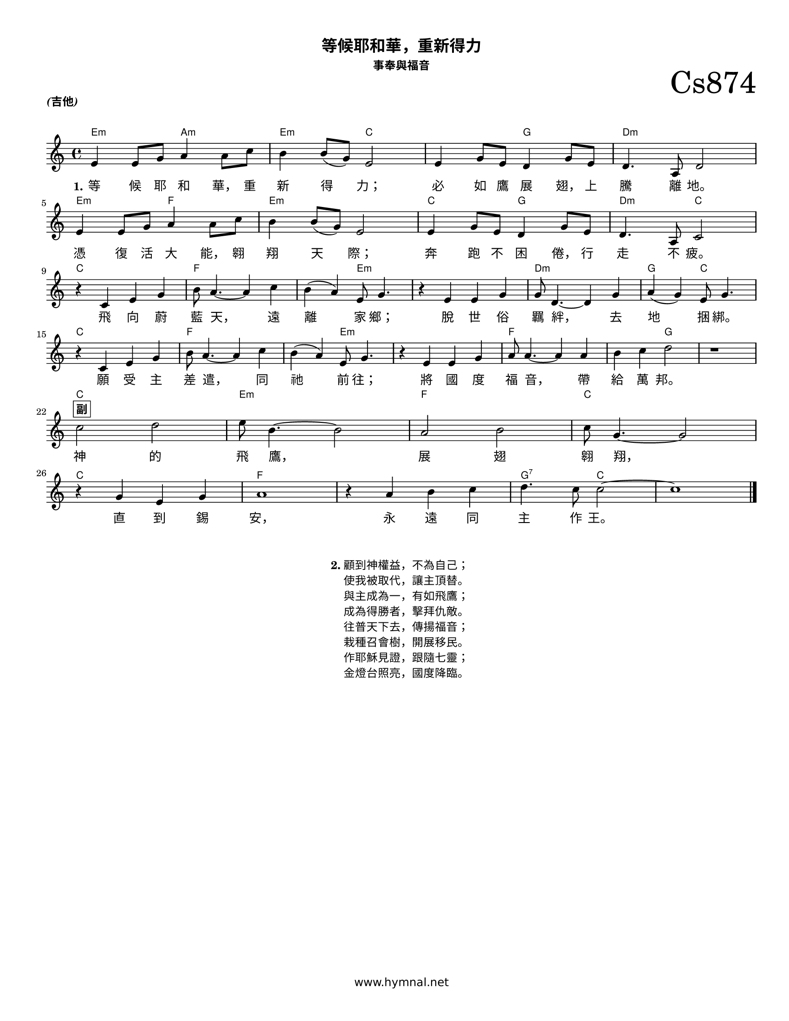 等候耶和華，重新得力
事奉與福音
Cs874
(吉他)
Em Am Em C G Dm
1. 等 候 耶 和 華， 重 新 得 力； 必 如 鷹 展 翅，上 騰 離 地。
5 Em F Em C G Dm C
憑 復 活 大 能，翱 翔 天 際； 奔 跑 不 困 倦，行 走 不 疲。
9 C F Em Dm G C
飛 向 蔚 藍 天， 遠 離 家 鄉； 脫 世 俗 羈 絆， 去 地 捆 綁。
15 C F Em F G
願 受 主 差 遣， 同 祂 前 往； 將 國 度 福 音， 帶 給 萬 邦。
22 C Em F C
副
神 的 飛 鷹， 展 翅 翱 翔，
26 C F G7 C
直 到 錫 安， 永 遠 同 主 作 王。
2. 顧到神權益，不為自己；
使我被取代，讓主頂替。
與主成為一，有如飛鷹；
成為得勝者，擊拜仇敵。
往普天下去，傳揚福音；
栽種召會樹，開展移民。
作耶穌見證，跟隨七靈；
金燈台照亮，國度降臨。
www.hymnal.net